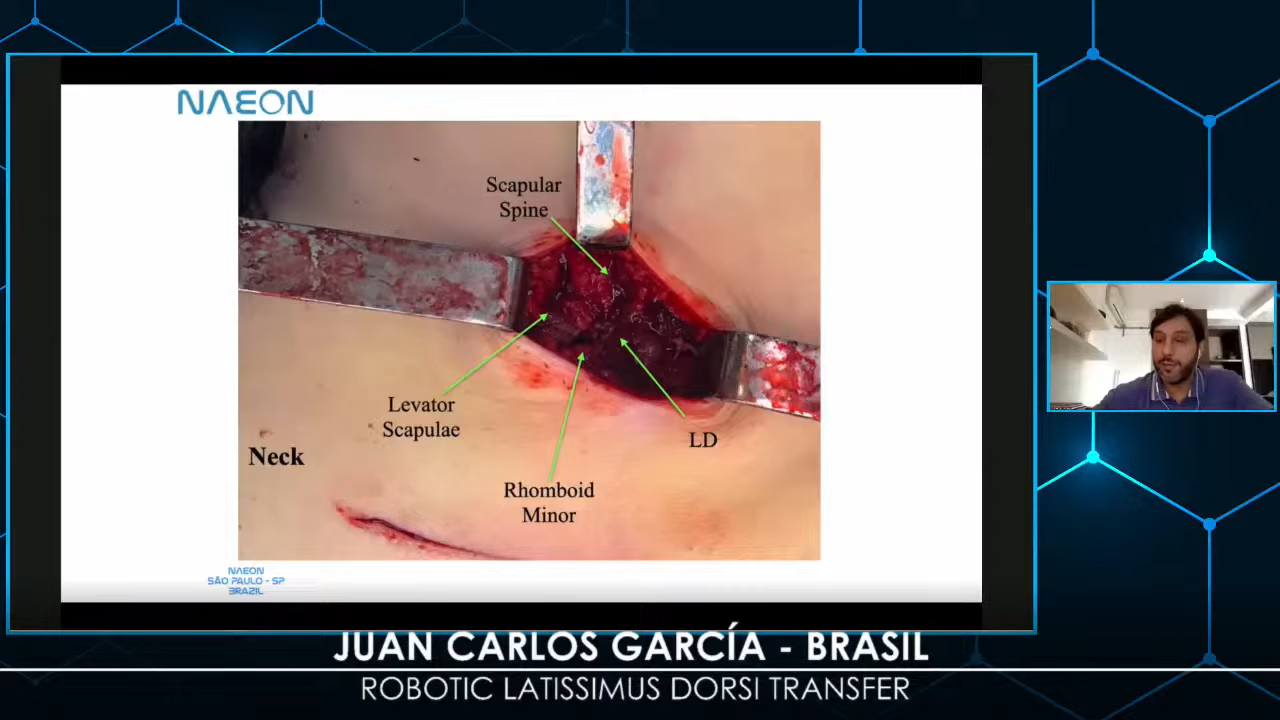 NAEON
Scapular
Spine
Levator
Scapulae
LD
Neck
Rhomboid
Minor
NAEON
SÃO PAULO - SP
BRAZIL
JUAN CARLOS GARCÍA - BRASIL
ROBOTIC LATISSIMUS DORSI TRANSFER